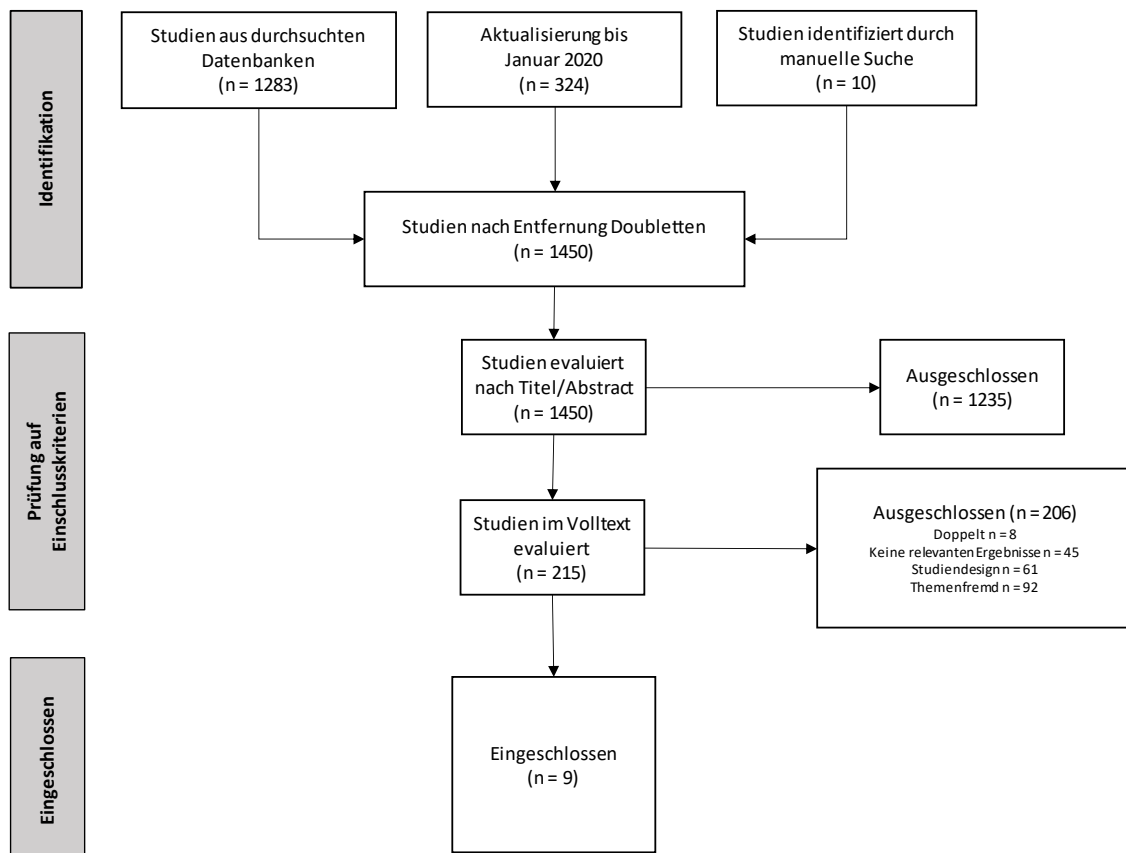 Identifikation
Studien aus durchsuchten
Datenbanken
(n = 1283)
Aktualisierung bis
Januar 2020
(n = 324)
Studien identifiziert durch
manuelle Suche
(n = 10)
Studien nach Entfernung Doubletten
(n = 1450)
Prüfung auf
Einschlusskriterien
Studien evaluiert
nach Titel/Abstract
(n = 1450)
Ausgeschlossen
(n = 1235)
Studien im Volltext
evaluiert
(n = 215)
Ausgeschlossen (n = 206)
Doppelt n = 8
Keine relevanten Ergebnisse n = 45
Studiendesign n = 61
Themenfremd n = 92
Eingeschlossen
Eingeschlossen
(n = 9)